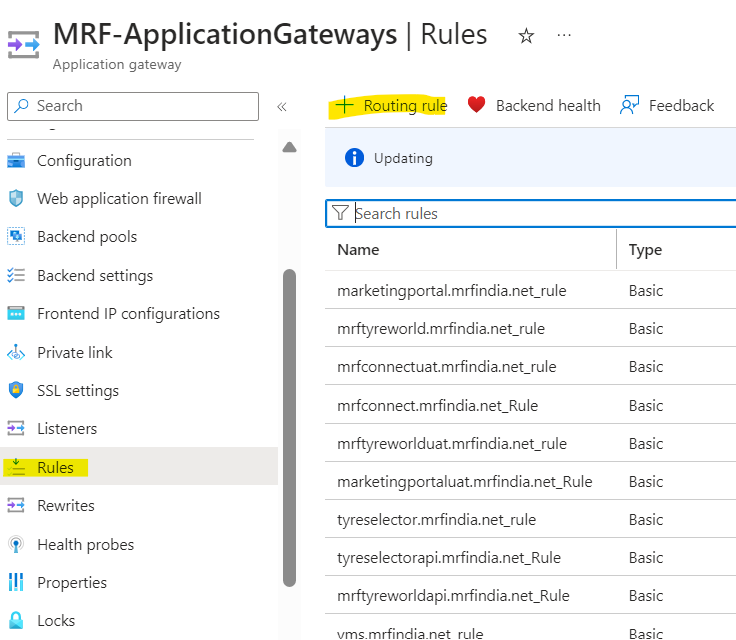 MRF-ApplicationGateways | Rules
Application gateway
Search
Configuration
Web application firewall
Backend pools
Backend settings
Frontend IP configurations
Private link
SSL settings
Listeners
Rules
Rewrites
Health probes
Properties
Locks
Routing rule
Backend health
Feedback
Updating
Search rules
Name Type
marketingportal.mrfindia.net_rule Basic
mrftyreworld.mrfindia.net_rule Basic
mrfconnectuat.mrfindia.net_rule Basic
mrfconnect.mrfindia.net_Rule Basic
mrftyreworlduat.mrfindia.net_rule Basic
marketingportaluat.mrfindia.net_Rule Basic
tyreselector.mrfindia.net_rule Basic
tyreselectorapi.mrfindia.net_Rule Basic
mrftyreworldapi.mrfindia.net_Rule Basic
vms.mrfindia.net_rule Basic